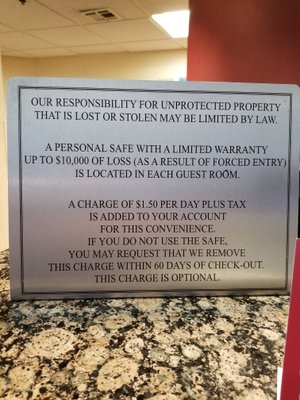 OUR RESPONSIBILITY FOR UNPROTECTED PROPERTY
THAT IS LOST OR STOLEN MAY BE LIMITED BY LAW.
A PERSONAL SAFE WITH A LIMITED WARRANTY
UP TO $10,000 OF LOSS (AS A RESULT OF FORCED ENTRY)
IS LOCATED IN EACH GUEST ROOM.
A CHARGE OF $1.50 PER DAY PLUS TAX
IS ADDED TO YOUR ACCOUNT
FOR THIS CONVENIENCE.
IF YOU DO NOT USE THE SAFE,
YOU MAY REQUEST THAT WE REMOVE
THIS CHARGE WITHIN 60 DAYS OF CHECK-OUT.
THIS CHARGE IS OPTIONAL.